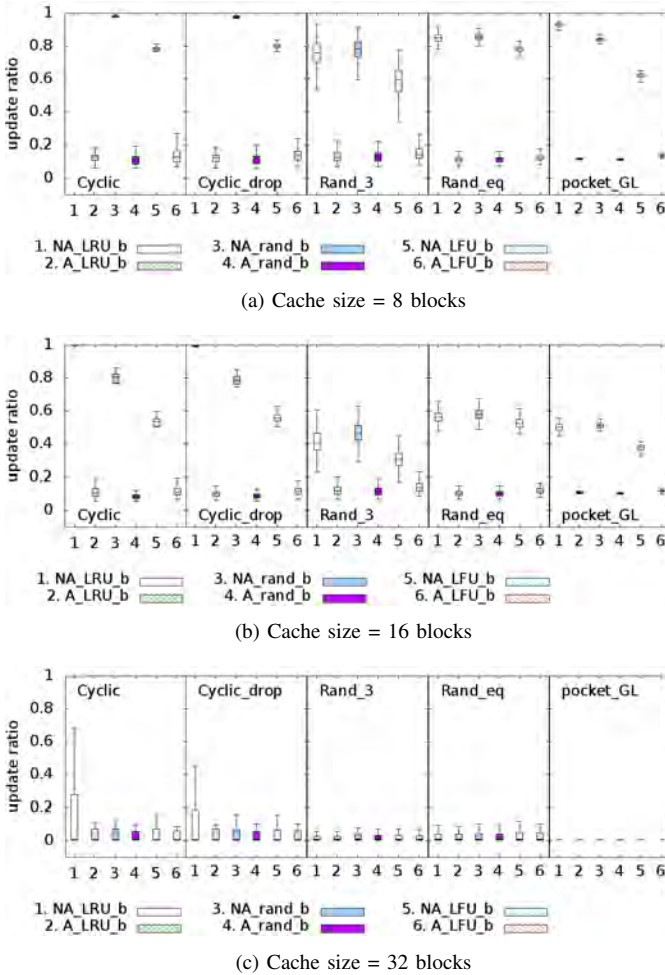 1
0.8
0.6
0.4
0.2
0
update ratio
Cyclic Cyclic_drop Rand_3 Rand_eq pocket_GL
1 2 3 4 5 6 1 2 3 4 5 6 1 2 3 4 5 6 1 2 3 4 5 6 1 2 3 4 5 6
1. NA_LRU_b 3. NA_rand_b 5. NA_LFU_b
2. A_LRU_b 4. A_rand_b 6. A_LFU_b
(a) Cache size = 8 blocks
1
0.8
0.6
0.4
0.2
0
update ratio
Cyclic Cyclic_drop Rand_3 Rand_eq pocket_GL
1 2 3 4 5 6 1 2 3 4 5 6 1 2 3 4 5 6 1 2 3 4 5 6 1 2 3 4 5 6
1. NA_LRU_b 3. NA_rand_b 5. NA_LFU_b
2. A_LRU_b 4. A_rand_b 6. A_LFU_b
(b) Cache size = 16 blocks
1
0.8
0.6
0.4
0.2
0
update ratio
Cyclic Cyclic_drop Rand_3 Rand_eq pocket_GL
1 2 3 4 5 6 1 2 3 4 5 6 1 2 3 4 5 6 1 2 3 4 5 6 1 2 3 4 5 6
1. NA_LRU_b 3. NA_rand_b 5. NA_LFU_b
2. A_LRU_b 4. A_rand_b 6. A_LFU_b
(c) Cache size = 32 blocks